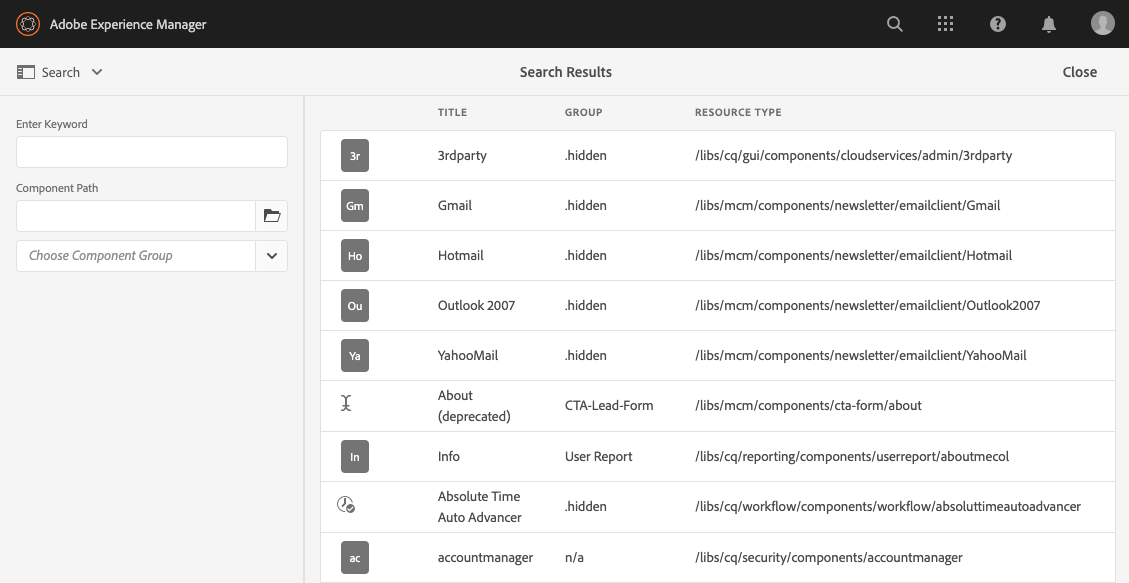 Adobe Experience Manager
Search
Search Results
Close
Enter Keyword
Component Path
Choose Component Group
TITLE GROUP RESOURCE TYPE
3r 3rdparty .hidden /libs/cq/gui/components/cloudservices/admin/3rdparty
Gm Gmail .hidden /libs/mcm/components/newsletter/emailclient/Gmail
Ho Hotmail .hidden /libs/mcm/components/newsletter/emailclient/Hotmail
Ou Outlook 2007 .hidden /libs/mcm/components/newsletter/emailclient/Outlook2007
Ya YahooMail .hidden /libs/mcm/components/newsletter/emailclient/YahooMail
About
(deprecated) CTA-Lead-Form /libs/mcm/components/cta-form/about
In Info User Report /libs/cq/reporting/components/userreport/aboutmecol
Absolute Time
Auto Advancer .hidden /libs/cq/workflow/components/workflow/absoluttimeautoadvancer
ac accountmanager n/a /libs/cq/security/components/accountmanager